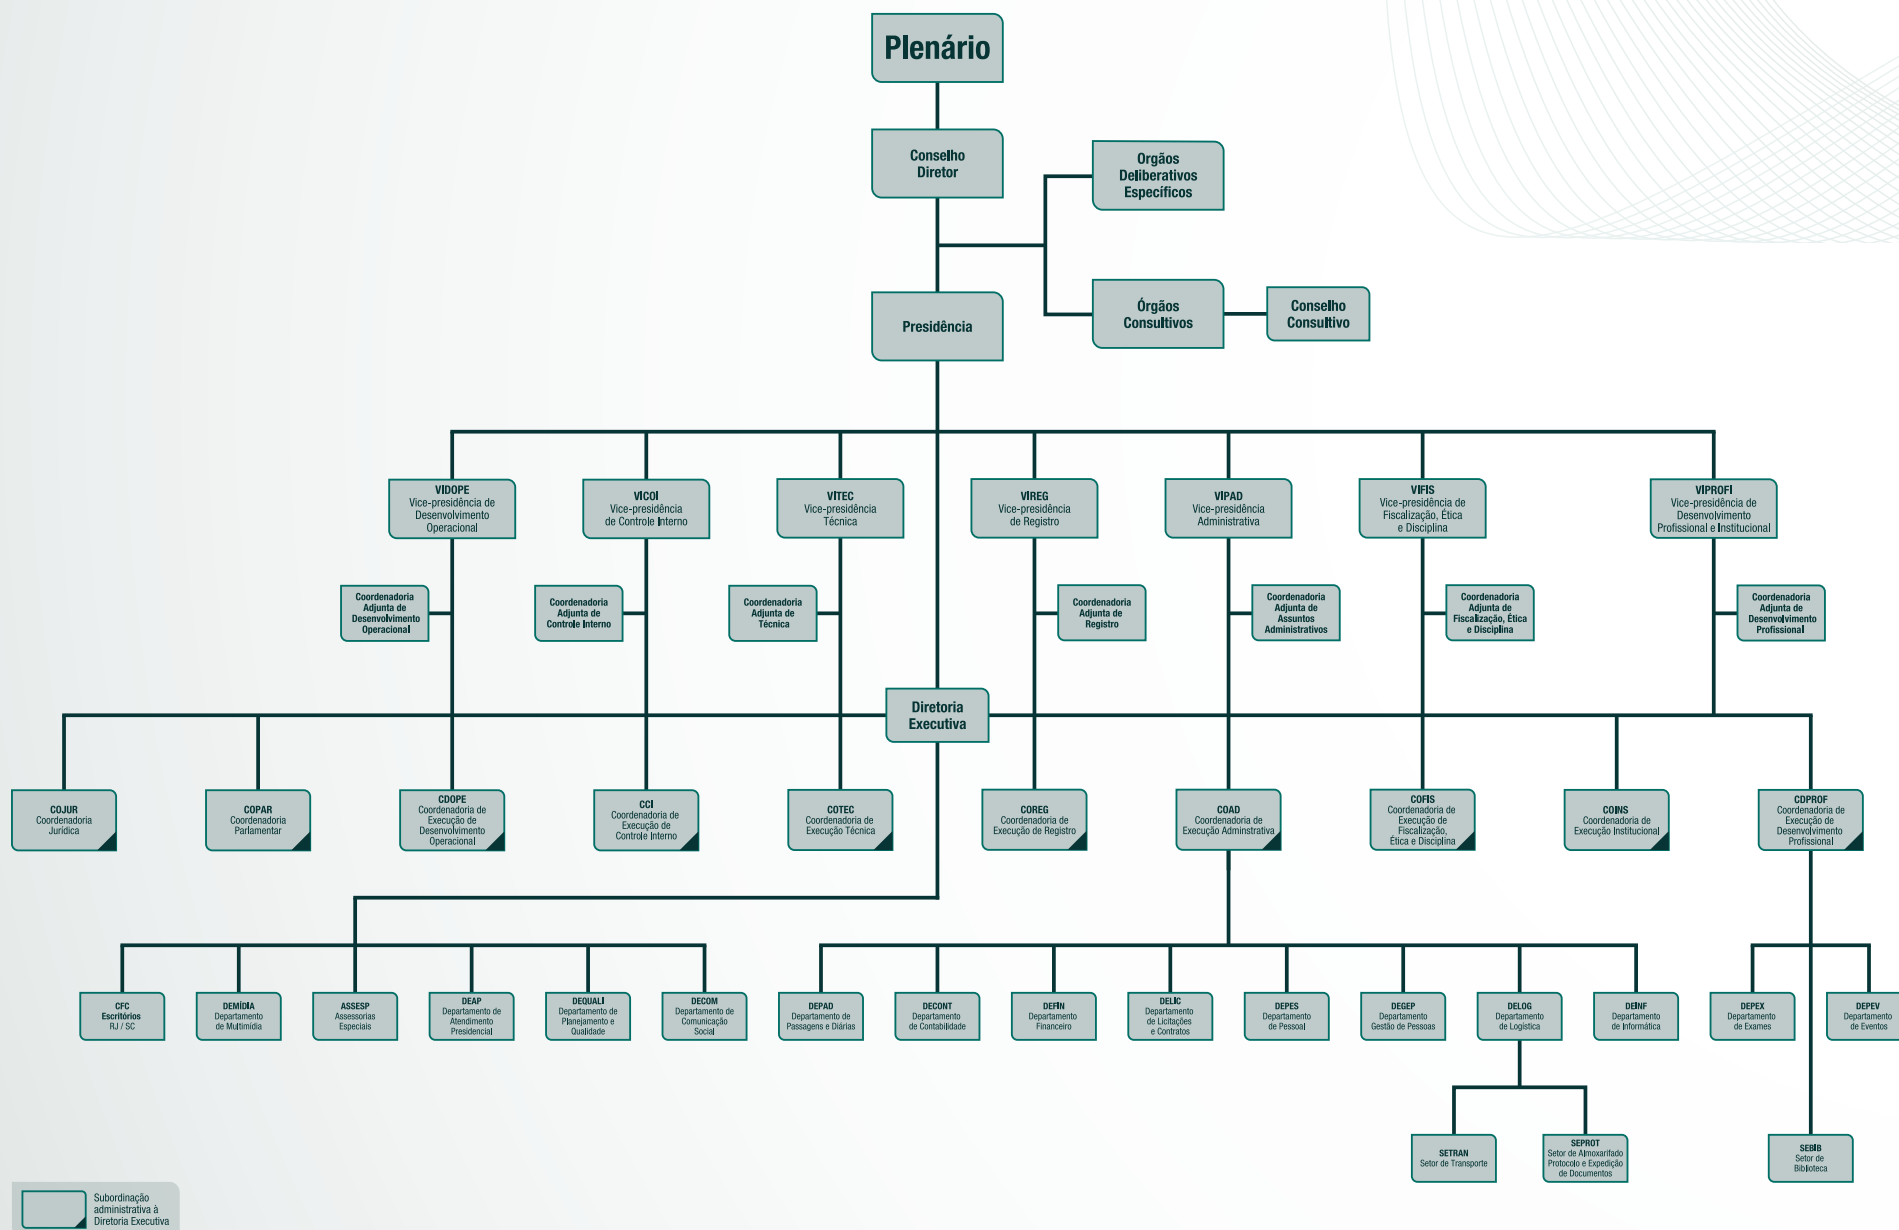 Plenário
Conselho
Diretor
Orgãos
Deliberativos
Específicos
Presidência
Órgãos
Consultivos
Conselho
Consultivo
VIDOPE
Vice-presidência de
Desenvolvimento
Operacional
VICOI
Vice-presidência
de Controle Interno
VITEC
Vice-presidência
Técnica
VIREG
Vice-presidência
de Registro
VIPAD
Vice-presidência
Administrativa
VIFIS
Vice-presidência de
Fiscalização, Ética
e Disciplina
VIPROFI
Vice-presidência de
Desenvolvimento
Profissional e Institucional
Coordenadoria
Adjunta de
Desenvolvimento
Operacional
Coordenadoria
Adjunta de
Controle Interno
Coordenadoria
Adjunta de
Técnica
Coordenadoria
Adjunta de
Registro
Coordenadoria
Adjunta de
Assuntos
Administrativos
Coordenadoria
Adjunta de
Fiscalização, Ética
e Disciplina
Coordenadoria
Adjunta de
Desenvolvimento
Profissional
Diretoria
Executiva
COJUR
Coordenadoria
Jurídica
COPAR
Coordenadoria
Parlamentar
CDOPE
Coordenadoria de
Execução de
Desenvolvimento
Operacional
CCI
Coordenadoria de
Execução de
Controle Interno
COTEC
Coordenadoria de
Execução Técnica
COREG
Coordenadoria de
Execução de Registro
COAD
Coordenadoria de
Execução Adminstrativa
COFIS
Coordenadoria de
Execução de
Fiscalização,
Ética e Disciplina
COINS
Coordenadoria de
Execução Institucional
CDPROF
Coordenadoria de
Execução de
Desenvolvimento
Profissional
CFC
Escritórios
RJ / SC
DEMÍDIA
Departamento
de Multimídia
ASSESP
Assessorias
Especiais
DEAP
Departamento de
Atendimento
Presidencial
DEQUALI
Departamento de
Planejamento e
Qualidade
DECOM
Departamento de
Comunicação
Social
DEPAD
Departamento de
Passagens e Diárias
DECONT
Departamento
de Contabilidade
DEFIN
Departamento
Financeiro
DELIC
Departamento
de Licitações
e Contratos
DEPES
Departamento
de Pessoal
DEGEP
Departamento
Gestão de Pessoas
DELOG
Departamento
de Logística
DEINF
Departamento
de Informática
DEPEX
Departamento
de Exames
DEPEV
Departamento
de Eventos
SETRAN
Setor de Transporte
SEPROT
Setor de Almoxarifado
Protocolo e Expedição
de Documentos
SEBIB
Setor de
Biblioteca
Subordinação
administrativa à
Diretoria Executiva